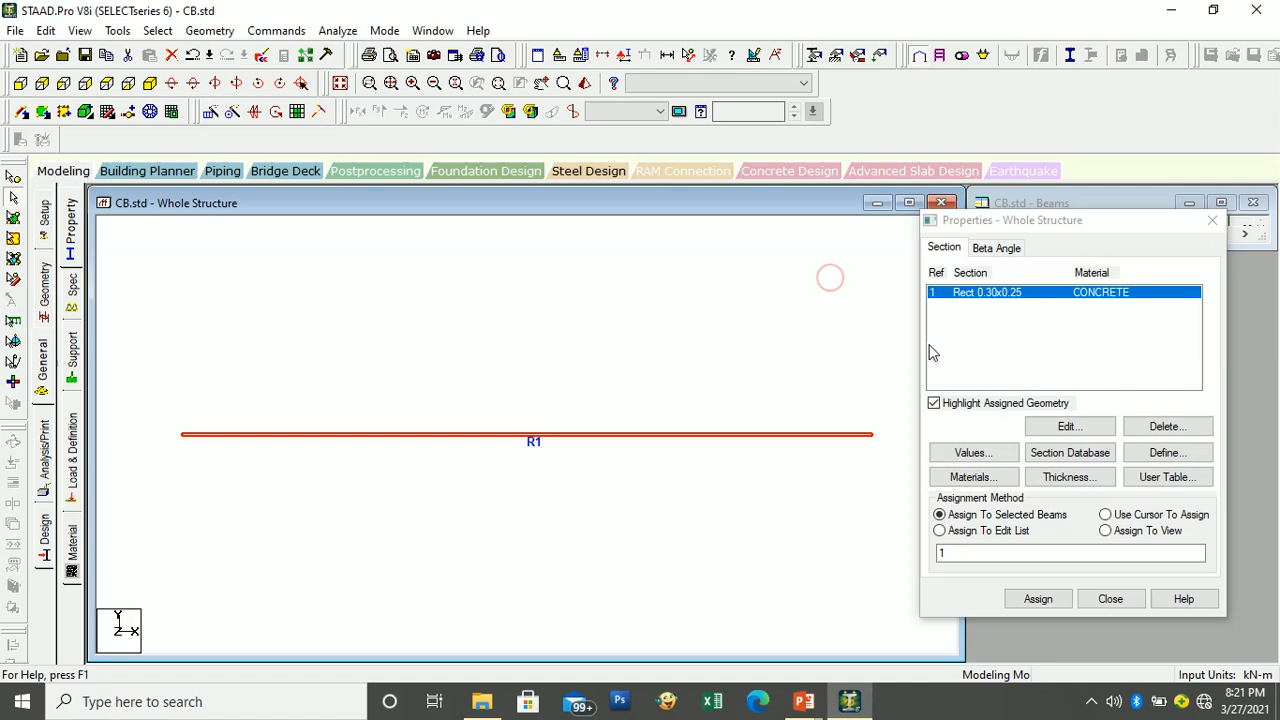 STAAD.Pro V8i (SELECTseries 6) - CB.std
File Edit View Tools Select Geometry Commands Analyze Mode Window Help
Modeling Building Planner Piping Bridge Deck Postprocessing Foundation Design Steel Design RAM Connection Concrete Design Advanced Slab Design Earthquake
Setup
Geometry
General
Analysis/Print
Design
Property
Spec
Support
Load & Definition
Material
CB.std - Whole Structure
R1
Y
Z X
CB.std - Beams
Properties - Whole Structure
Section Beta Angle
Ref Section Material
1 Rect 0.30x0.25 CONCRETE
Highlight Assigned Geometry
Edit... Delete...
Values... Section Database Define...
Materials... Thickness... User Table...
Assignment Method
Assign To Selected Beams Use Cursor To Assign
Assign To Edit List Assign To View
1
Assign Close Help
For Help, press F1 Modeling Mo Input Units: kN-m
Type here to search
99+
8:21 PM
3/27/2021